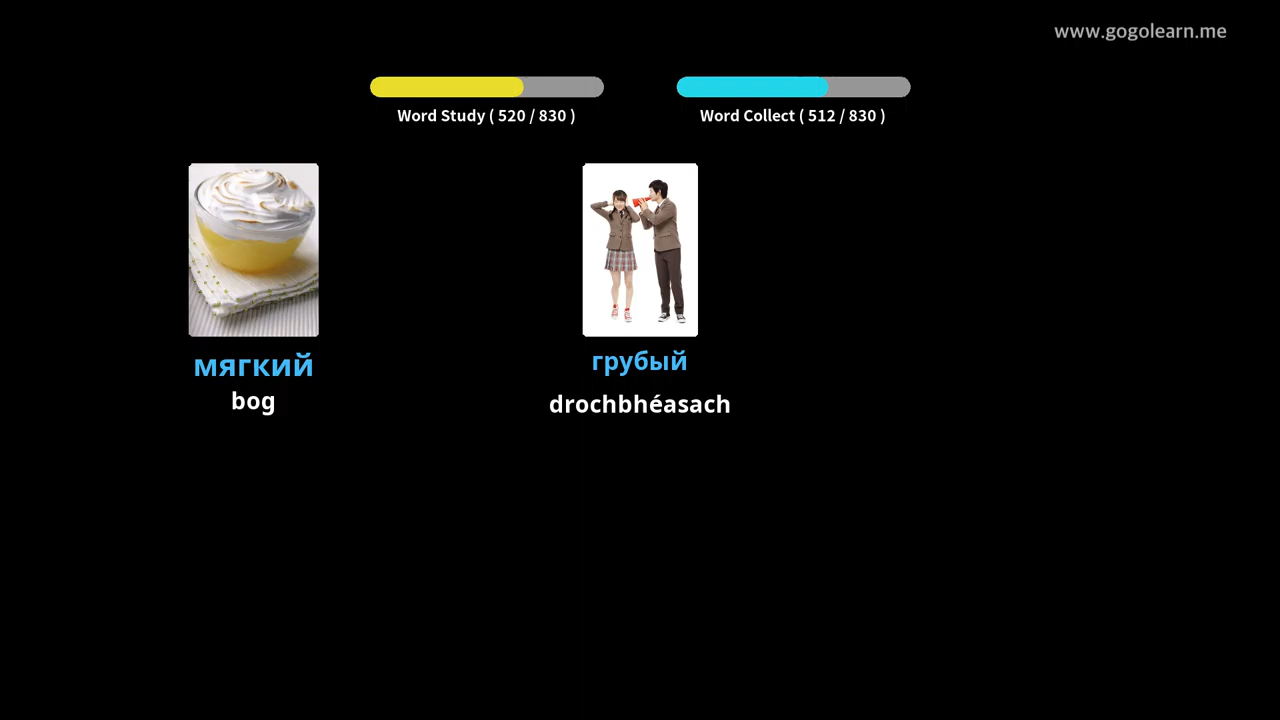 www.gogolearn.me
Word Study ( 520 / 830 )
Word Collect ( 512 / 830 )
мягкий
bog
грубый
drochbhéasach